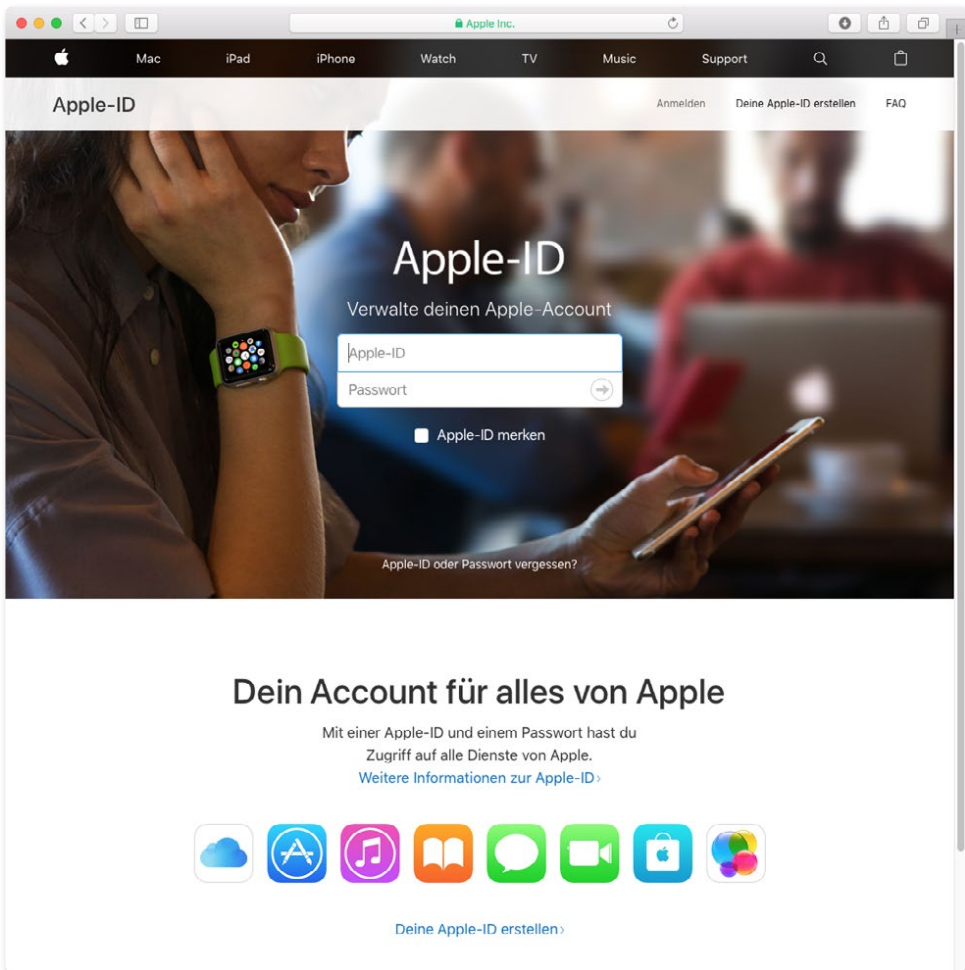 Apple Inc.
Mac iPad iPhone Watch TV Music Support
Apple-ID
Anmelden Deine Apple-ID erstellen FAQ
Apple-ID
Verwalte deinen Apple-Account
Apple-ID
Passwort
Apple-ID merken
Apple-ID oder Passwort vergessen?
Dein Account für alles von Apple
Mit einer Apple-ID und einem Passwort hast du
Zugriff auf alle Dienste von Apple.
Weitere Informationen zur Apple-ID ›
Deine Apple-ID erstellen ›